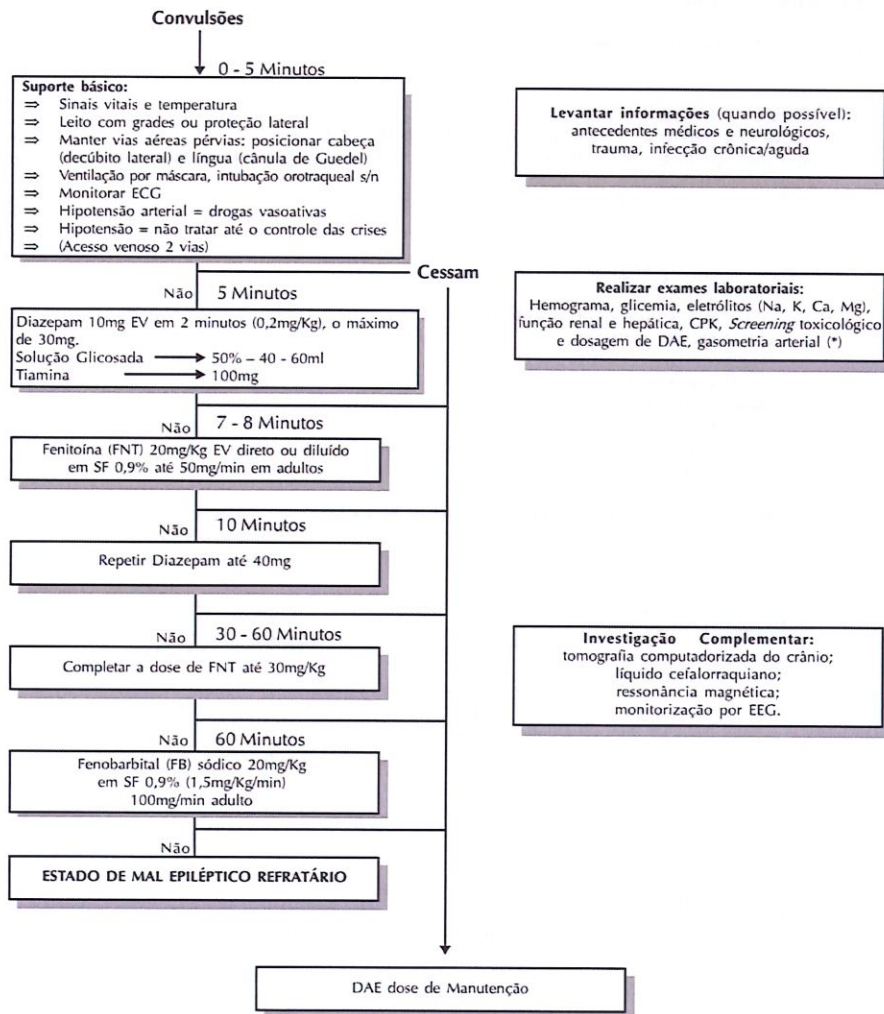 Convulsões
0 - 5 Minutos
Suporte básico:
⇒ Sinais vitais e temperatura
⇒ Leito com grades ou proteção lateral
⇒ Manter vias aéreas pérvias: posicionar cabeça
(decúbito lateral) e língua (cânula de Guedel)
⇒ Ventilação por máscara, intubação orotraqueal s/n
⇒ Monitorar ECG
⇒ Hipotensão arterial = drogas vasoativas
⇒ Hipotensão = não tratar até o controle das crises
⇒ (Acesso venoso 2 vias)
Levantar informações (quando possível):
antecedentes médicos e neurológicos,
trauma, infecção crônica/aguda
Cessam
Não 5 Minutos
Diazepam 10mg EV em 2 minutos (0,2mg/Kg), o máximo
de 30mg.
Solução Glicosada → 50% – 40 - 60ml
Tiamina → 100mg
Realizar exames laboratoriais:
Hemograma, glicemia, eletrólitos (Na, K, Ca, Mg),
função renal e hepática, CPK, Screening toxicológico
e dosagem de DAE, gasometria arterial (*)
Não 7 - 8 Minutos
Fenitoína (FNT) 20mg/Kg EV direto ou diluído
em SF 0,9% até 50mg/min em adultos
Não 10 Minutos
Repetir Diazepam até 40mg
Não 30 - 60 Minutos
Completar a dose de FNT até 30mg/Kg
Investigação Complementar:
tomografia computadorizada do crânio;
líquido cefalorraquiano;
ressonância magnética;
monitorização por EEG.
Não 60 Minutos
Fenobarbital (FB) sódico 20mg/Kg
em SF 0,9% (1,5mg/Kg/min)
100mg/min adulto
Não
ESTADO DE MAL EPILÉPTICO REFRATÁRIO
DAE dose de Manutenção